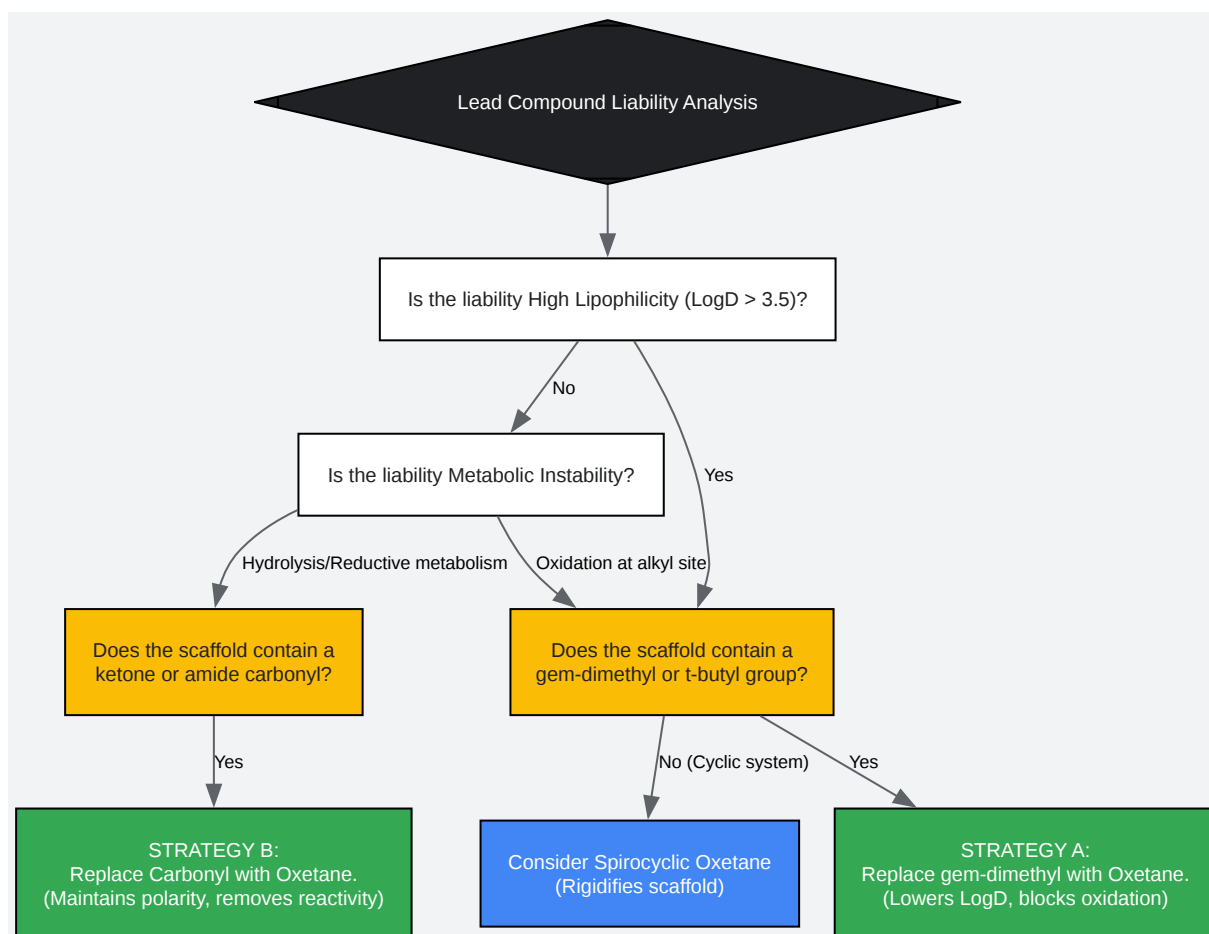 Lead Compound Liability Analysis
Is the liability High Lipophilicity (LogD > 3.5)?
No
Is the liability Metabolic Instability?
Yes
Hydrolysis/Reductive metabolism
Oxidation at alkyl site
Does the scaffold contain a
ketone or amide carbonyl?
Does the scaffold contain a
gem-dimethyl or t-butyl group?
Yes
No (Cyclic system)
Yes
STRATEGY B:
Replace Carbonyl with Oxetane.
(Maintains polarity, removes reactivity)
Consider Spirocyclic Oxetane
(Rigidifies scaffold)
STRATEGY A:
Replace gem-dimethyl with Oxetane.
(Lowers LogD, blocks oxidation)